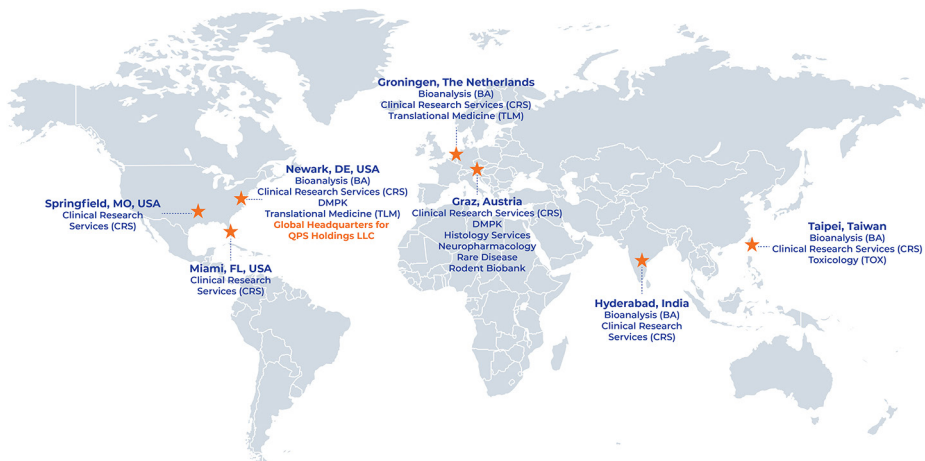 Groningen, The Netherlands
Bioanalysis (BA)
Clinical Research Services (CRS)
Translational Medicine (TLM)
Newark, DE, USA
Bioanalysis (BA)
Clinical Research Services (CRS)
DMPK
Translational Medicine (TLM)
Global Headquarters for
QPS Holdings LLC
Springfield, MO, USA
Clinical Research
Services (CRS)
Miami, FL, USA
Clinical Research
Services (CRS)
Graz, Austria
Clinical Research Services (CRS)
DMPK
Histology Services
Neuropharmacology
Rare Disease
Rodent Biobank
Taipei, Taiwan
Bioanalysis (BA)
Clinical Research Services (CRS)
Toxicology (TOX)
Hyderabad, India
Bioanalysis (BA)
Clinical Research
Services (CRS)